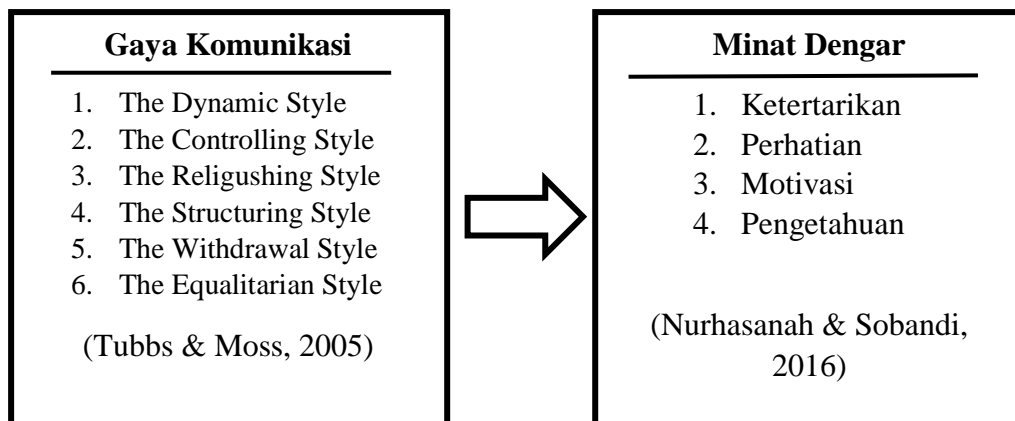 Gaya Komunikasi
1. The Dynamic Style
2. The Controlling Style
3. The Religushing Style
4. The Structuring Style
5. The Withdrawal Style
6. The Equalitarian Style
(Tubbs & Moss, 2005)
Minat Dengar
1. Ketertarikan
2. Perhatian
3. Motivasi
4. Pengetahuan
(Nurhasanah & Sobandi,
2016)